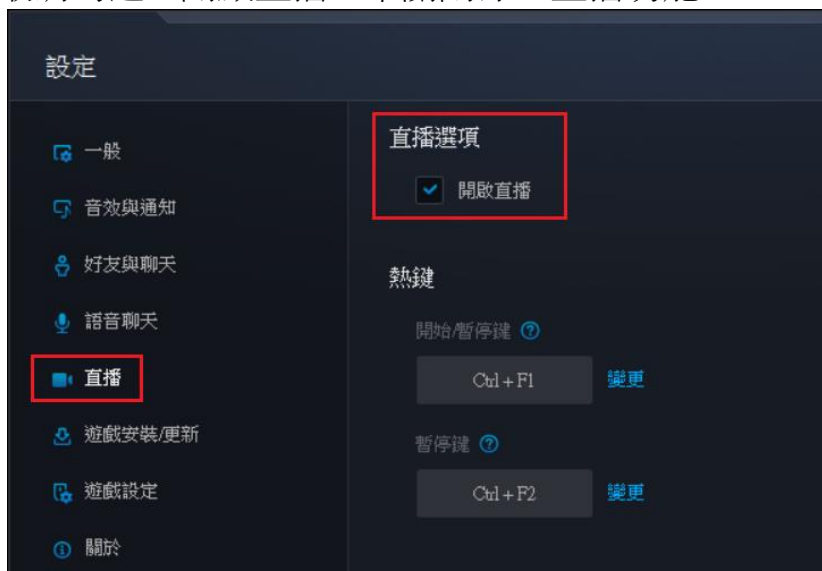 設定
一般
音效與通知
好友與聊天
語音聊天
直播
遊戲安裝/更新
遊戲設定
關於
直播選項
開啟直播
熱鍵
開始/暫停鍵
Ctrl + F1
變更
暫停鍵
Ctrl + F2
變更